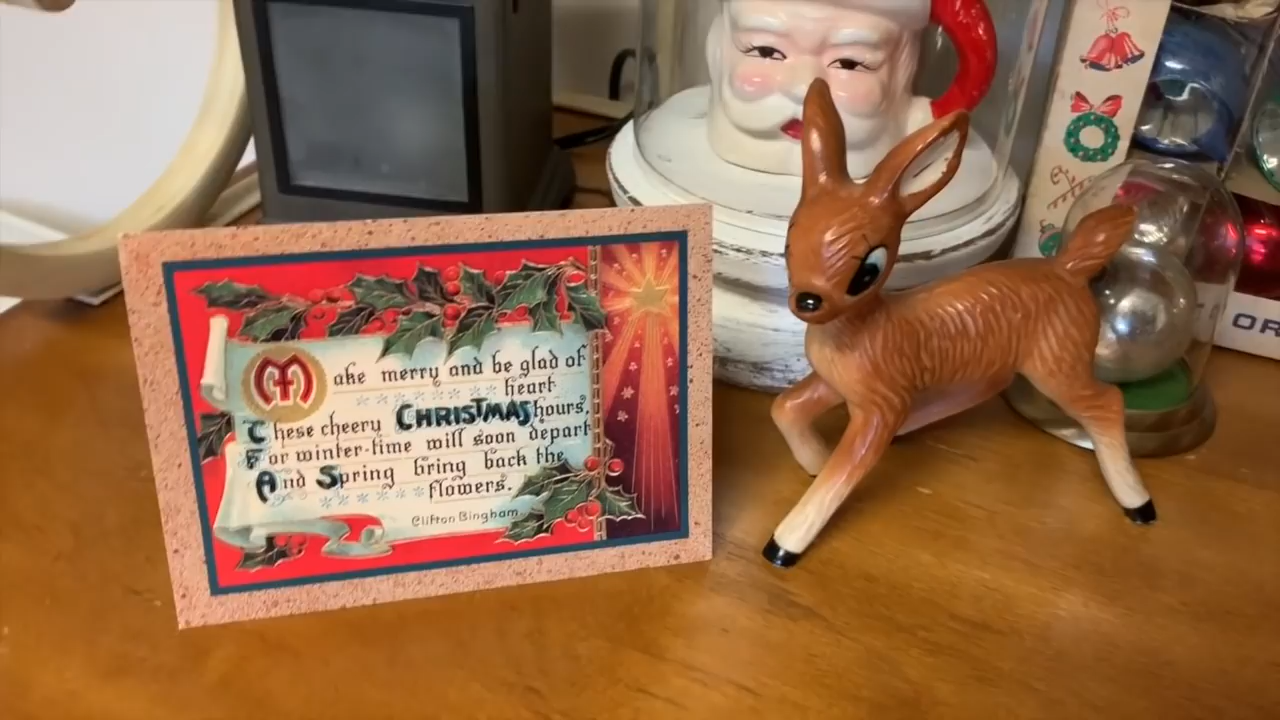 Make merry and be glad of
heart
These cheery CHRISTMAS hours,
For winter-time will soon depart
And Spring bring back the
flowers.
Clifton Bingham
OR